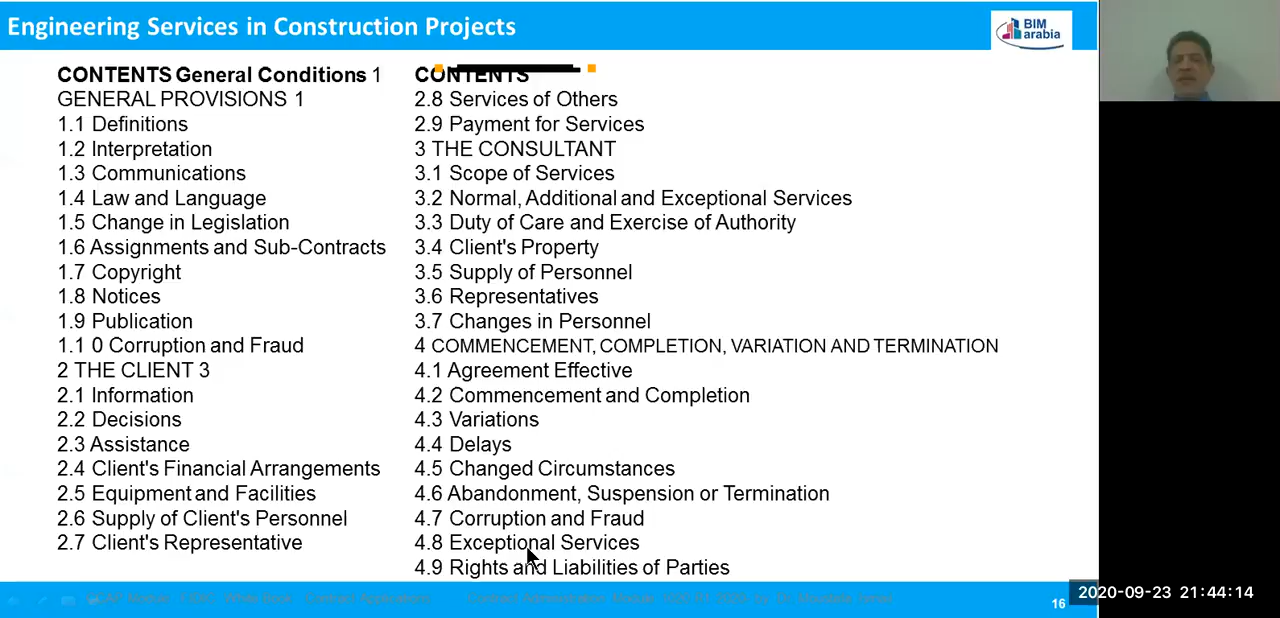 Engineering Services in Construction Projects
BIM
arabia
CONTENTS General Conditions 1
GENERAL PROVISIONS 1
1.1 Definitions
1.2 Interpretation
1.3 Communications
1.4 Law and Language
1.5 Change in Legislation
1.6 Assignments and Sub-Contracts
1.7 Copyright
1.8 Notices
1.9 Publication
1.1 0 Corruption and Fraud
2 THE CLIENT 3
2.1 Information
2.2 Decisions
2.3 Assistance
2.4 Client's Financial Arrangements
2.5 Equipment and Facilities
2.6 Supply of Client's Personnel
2.7 Client's Representative
CONTENTS
2.8 Services of Others
2.9 Payment for Services
3 THE CONSULTANT
3.1 Scope of Services
3.2 Normal, Additional and Exceptional Services
3.3 Duty of Care and Exercise of Authority
3.4 Client's Property
3.5 Supply of Personnel
3.6 Representatives
3.7 Changes in Personnel
4 COMMENCEMENT, COMPLETION, VARIATION AND TERMINATION
4.1 Agreement Effective
4.2 Commencement and Completion
4.3 Variations
4.4 Delays
4.5 Changed Circumstances
4.6 Abandonment, Suspension or Termination
4.7 Corruption and Fraud
4.8 Exceptional Services
4.9 Rights and Liabilities of Parties
16
2020-09-23 21:44:14